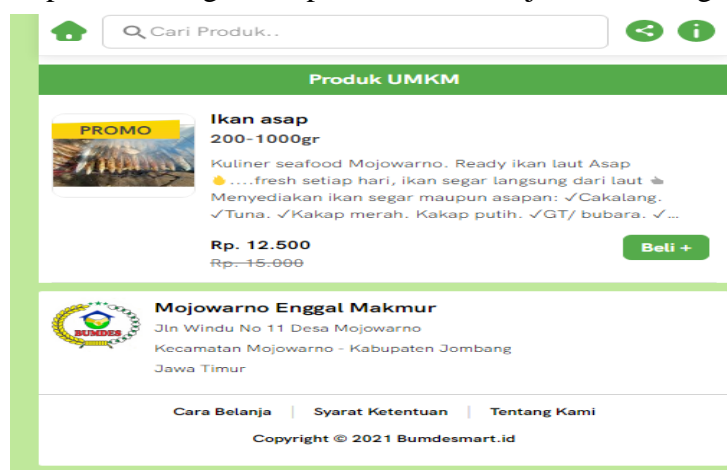 Cari Produk..
Produk UMKM
PROMO
Ikan asap
200-1000gr
Kuliner seafood Mojowarno. Ready ikan laut Asap
🔥....fresh setiap hari, ikan segar langsung dari laut 👍
Menyediakan ikan segar maupun asapan: ✓Cakalang.
✓Tuna. ✓Kakap merah. Kakap putih. ✓GT/ bubara. ✓...
Rp. 12.500
Beli +
Rp. 15.000
BUMDES
Mojowarno Enggal Makmur
Jln Windu No 11 Desa Mojowarno
Kecamatan Mojowarno - Kabupaten Jombang
Jawa Timur
Cara Belanja | Syarat Ketentuan | Tentang Kami
Copyright © 2021 Bumdesmart.id